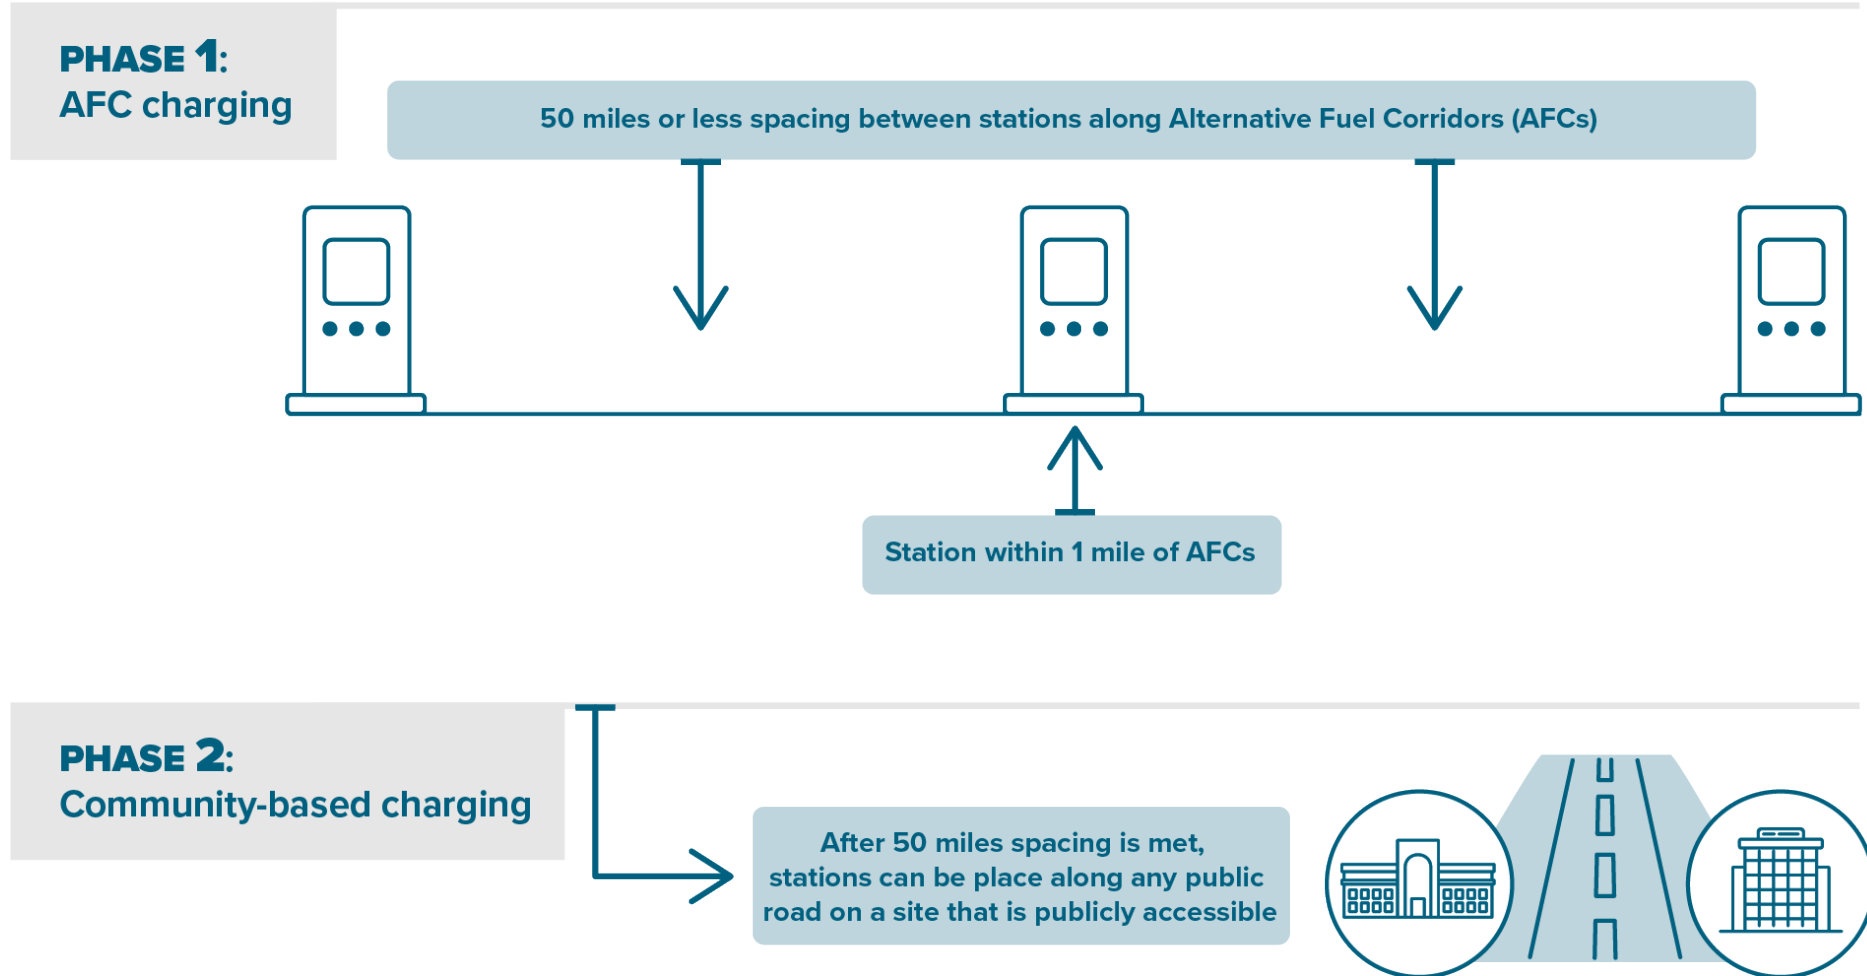 PHASE 1:
AFC charging
50 miles or less spacing between stations along Alternative Fuel Corridors (AFCs)
Station within 1 mile of AFCs
PHASE 2:
Community-based charging
After 50 miles spacing is met,
stations can be place along any public
road on a site that is publicly accessible